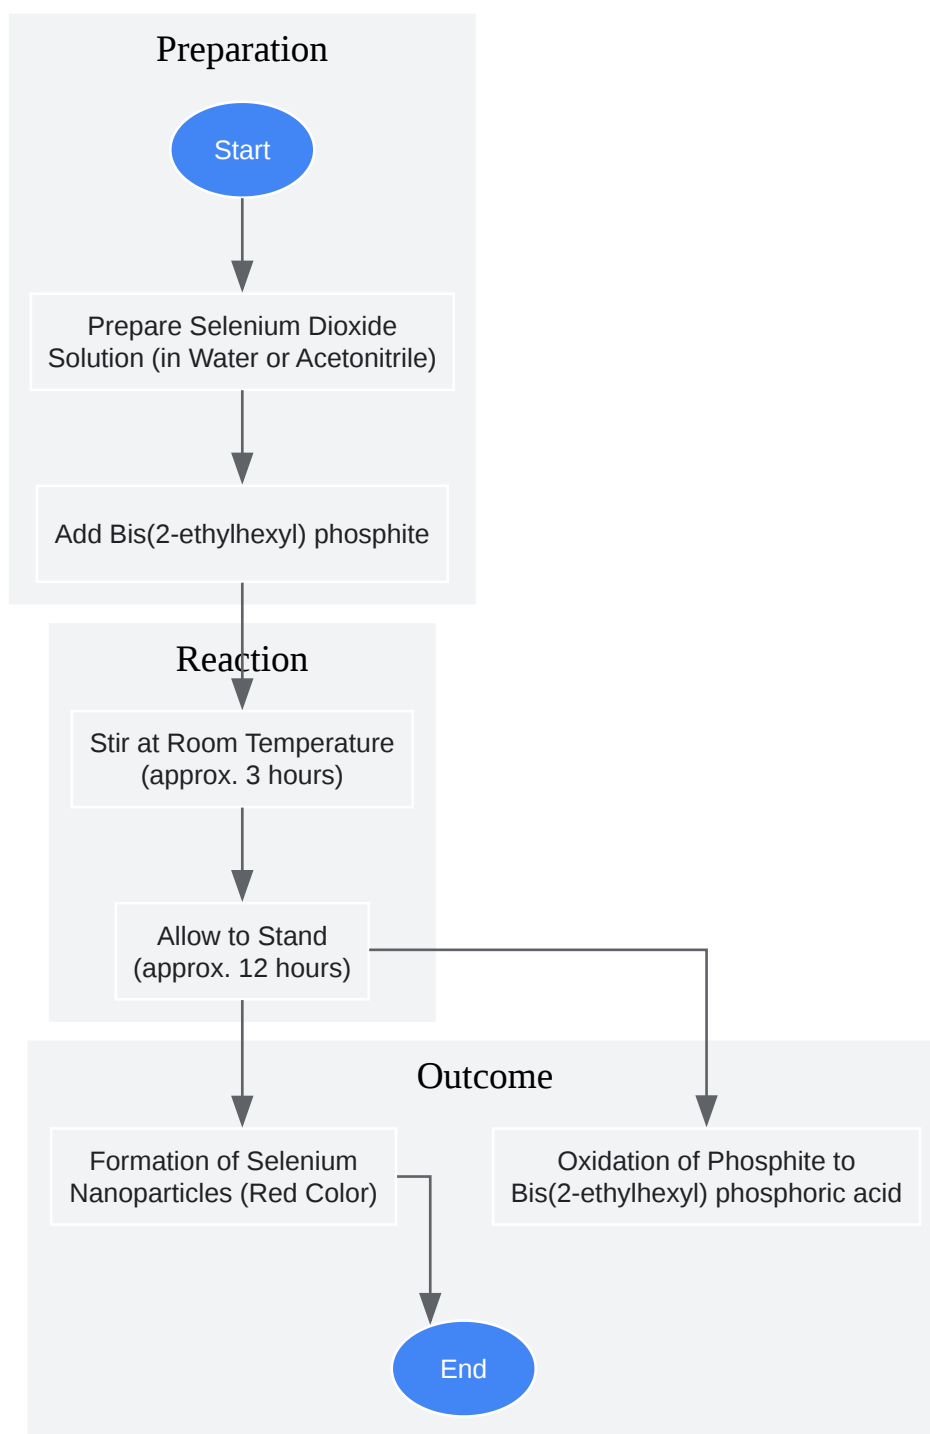 Preparation
Start
Prepare Selenium Dioxide
Solution (in Water or Acetonitrile)
Add Bis(2-ethylhexyl) phosphite
Reaction
Stir at Room Temperature
(approx. 3 hours)
Allow to Stand
(approx. 12 hours)
Outcome
Formation of Selenium
Nanoparticles (Red Color)
Oxidation of Phosphite to
Bis(2-ethylhexyl) phosphoric acid
End